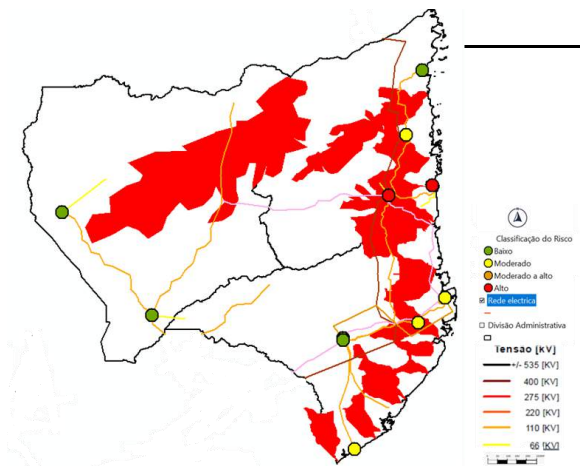 Classificação do Risco
Baixo
Moderado
Moderado a alto
Alto
Rede electrica
Divisão Administrativa
Tensão [KV]
+/- 535 [KV]
400 [KV]
275 [KV]
220 [KV]
110 [KV]
66 [KV]